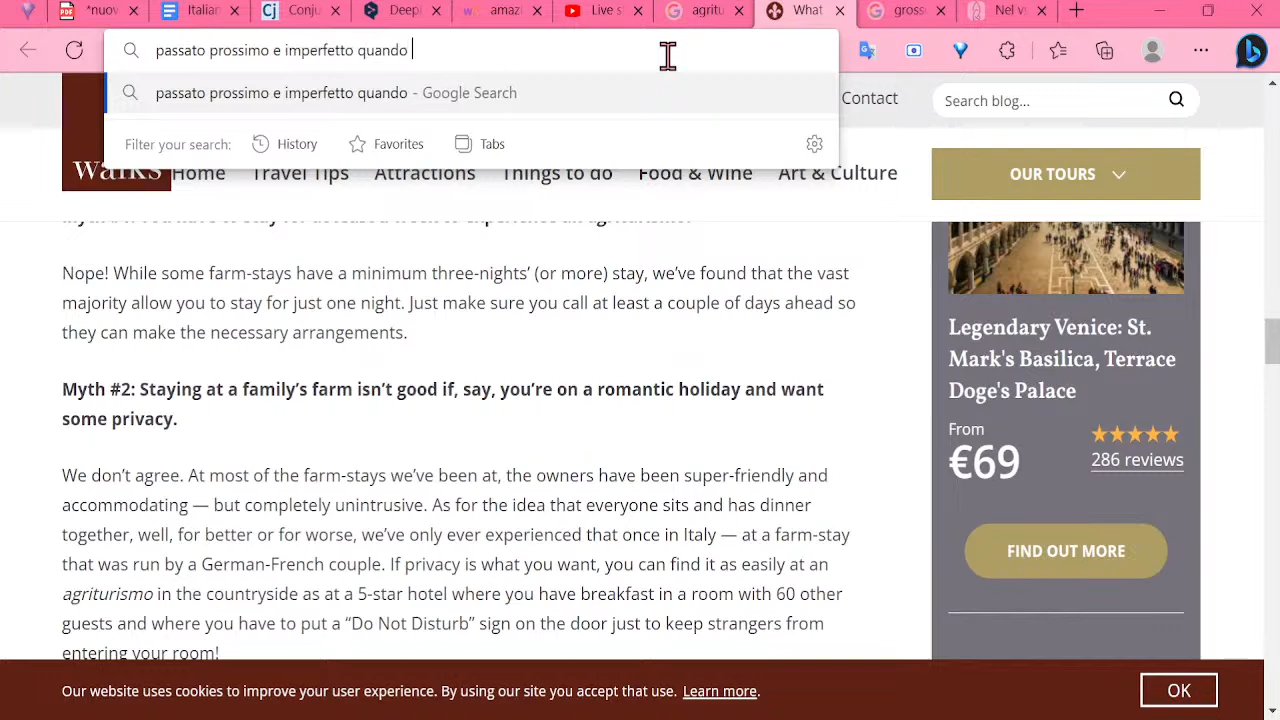 *nuov
Italian
Conju
Deepl
amazi
Live s
agritu
What
gross
Nel v
passato prossimo e imperfetto quando
passato prossimo e imperfetto quando - Google Search
Filter your search: History Favorites Tabs
Contact
Search blog...
walks
Home Travel Tips Attractions Things to do Food & Wine Art & Culture
OUR TOURS
Nope! While some farm-stays have a minimum three-nights’ (or more) stay, we’ve found that the vast
majority allow you to stay for just one night. Just make sure you call at least a couple of days ahead so
they can make the necessary arrangements.
Myth #2: Staying at a family’s farm isn’t good if, say, you’re on a romantic holiday and want
some privacy.
We don’t agree. At most of the farm-stays we’ve been at, the owners have been super-friendly and
accommodating — but completely unintrusive. As for the idea that everyone sits and has dinner
together, well, for better or for worse, we’ve only ever experienced that once in Italy — at a farm-stay
that was run by a German-French couple. If privacy is what you want, you can find it as easily at an
agriturismo in the countryside as at a 5-star hotel where you have breakfast in a room with 60 other
guests and where you have to put a “Do Not Disturb” sign on the door just to keep strangers from
entering your room!
Legendary Venice: St.
Mark's Basilica, Terrace
Doge's Palace
From
€69
286 reviews
FIND OUT MORE
Our website uses cookies to improve your user experience. By using our site you accept that use. Learn more.
OK